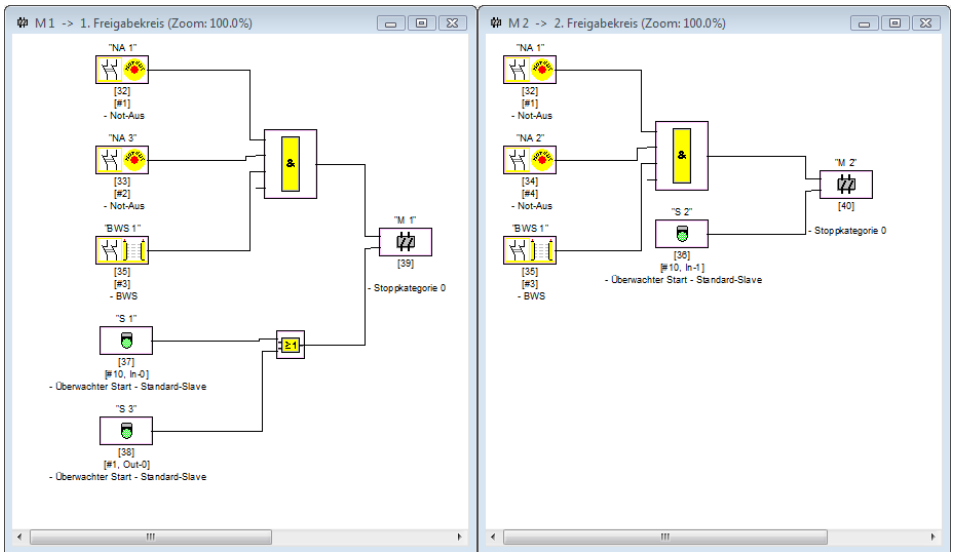 M 1 -> 1. Freigabekreis (Zoom: 100.0%)
"NA 1"
[32]
[#1]
- Not-Aus
"NA 3"
[33]
[#2]
- Not-Aus
"BWS 1"
[35]
[#3]
- BWS
&
"M 1"
[39]
- Stoppkategorie 0
"S 1"
[37]
[#10, In-0]
- Überwachter Start - Standard-Slave
≥1
"S 3"
[38]
[#1, Out-0]
- Überwachter Start - Standard-Slave
M 2 -> 2. Freigabekreis (Zoom: 100.0%)
"NA 1"
[32]
[#1]
- Not-Aus
"NA 2"
[34]
[#4]
- Not-Aus
"BWS 1"
[35]
[#3]
- BWS
&
"S 2"
[36]
[#10, In-1]
- Überwachter Start - Standard-Slave
"M 2"
[40]
- Stoppkategorie 0